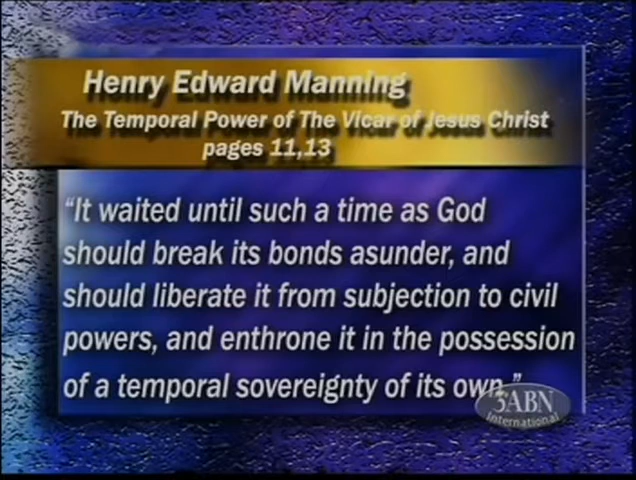 Henry Edward Manning
The Temporal Power of The Vicar of Jesus Christ
pages 11,13
"It waited until such a time as God
should break its bonds asunder, and
should liberate it from subjection to civil
powers, and enthrone it in the possession
of a temporal sovereignty of its own."
3ABN
International